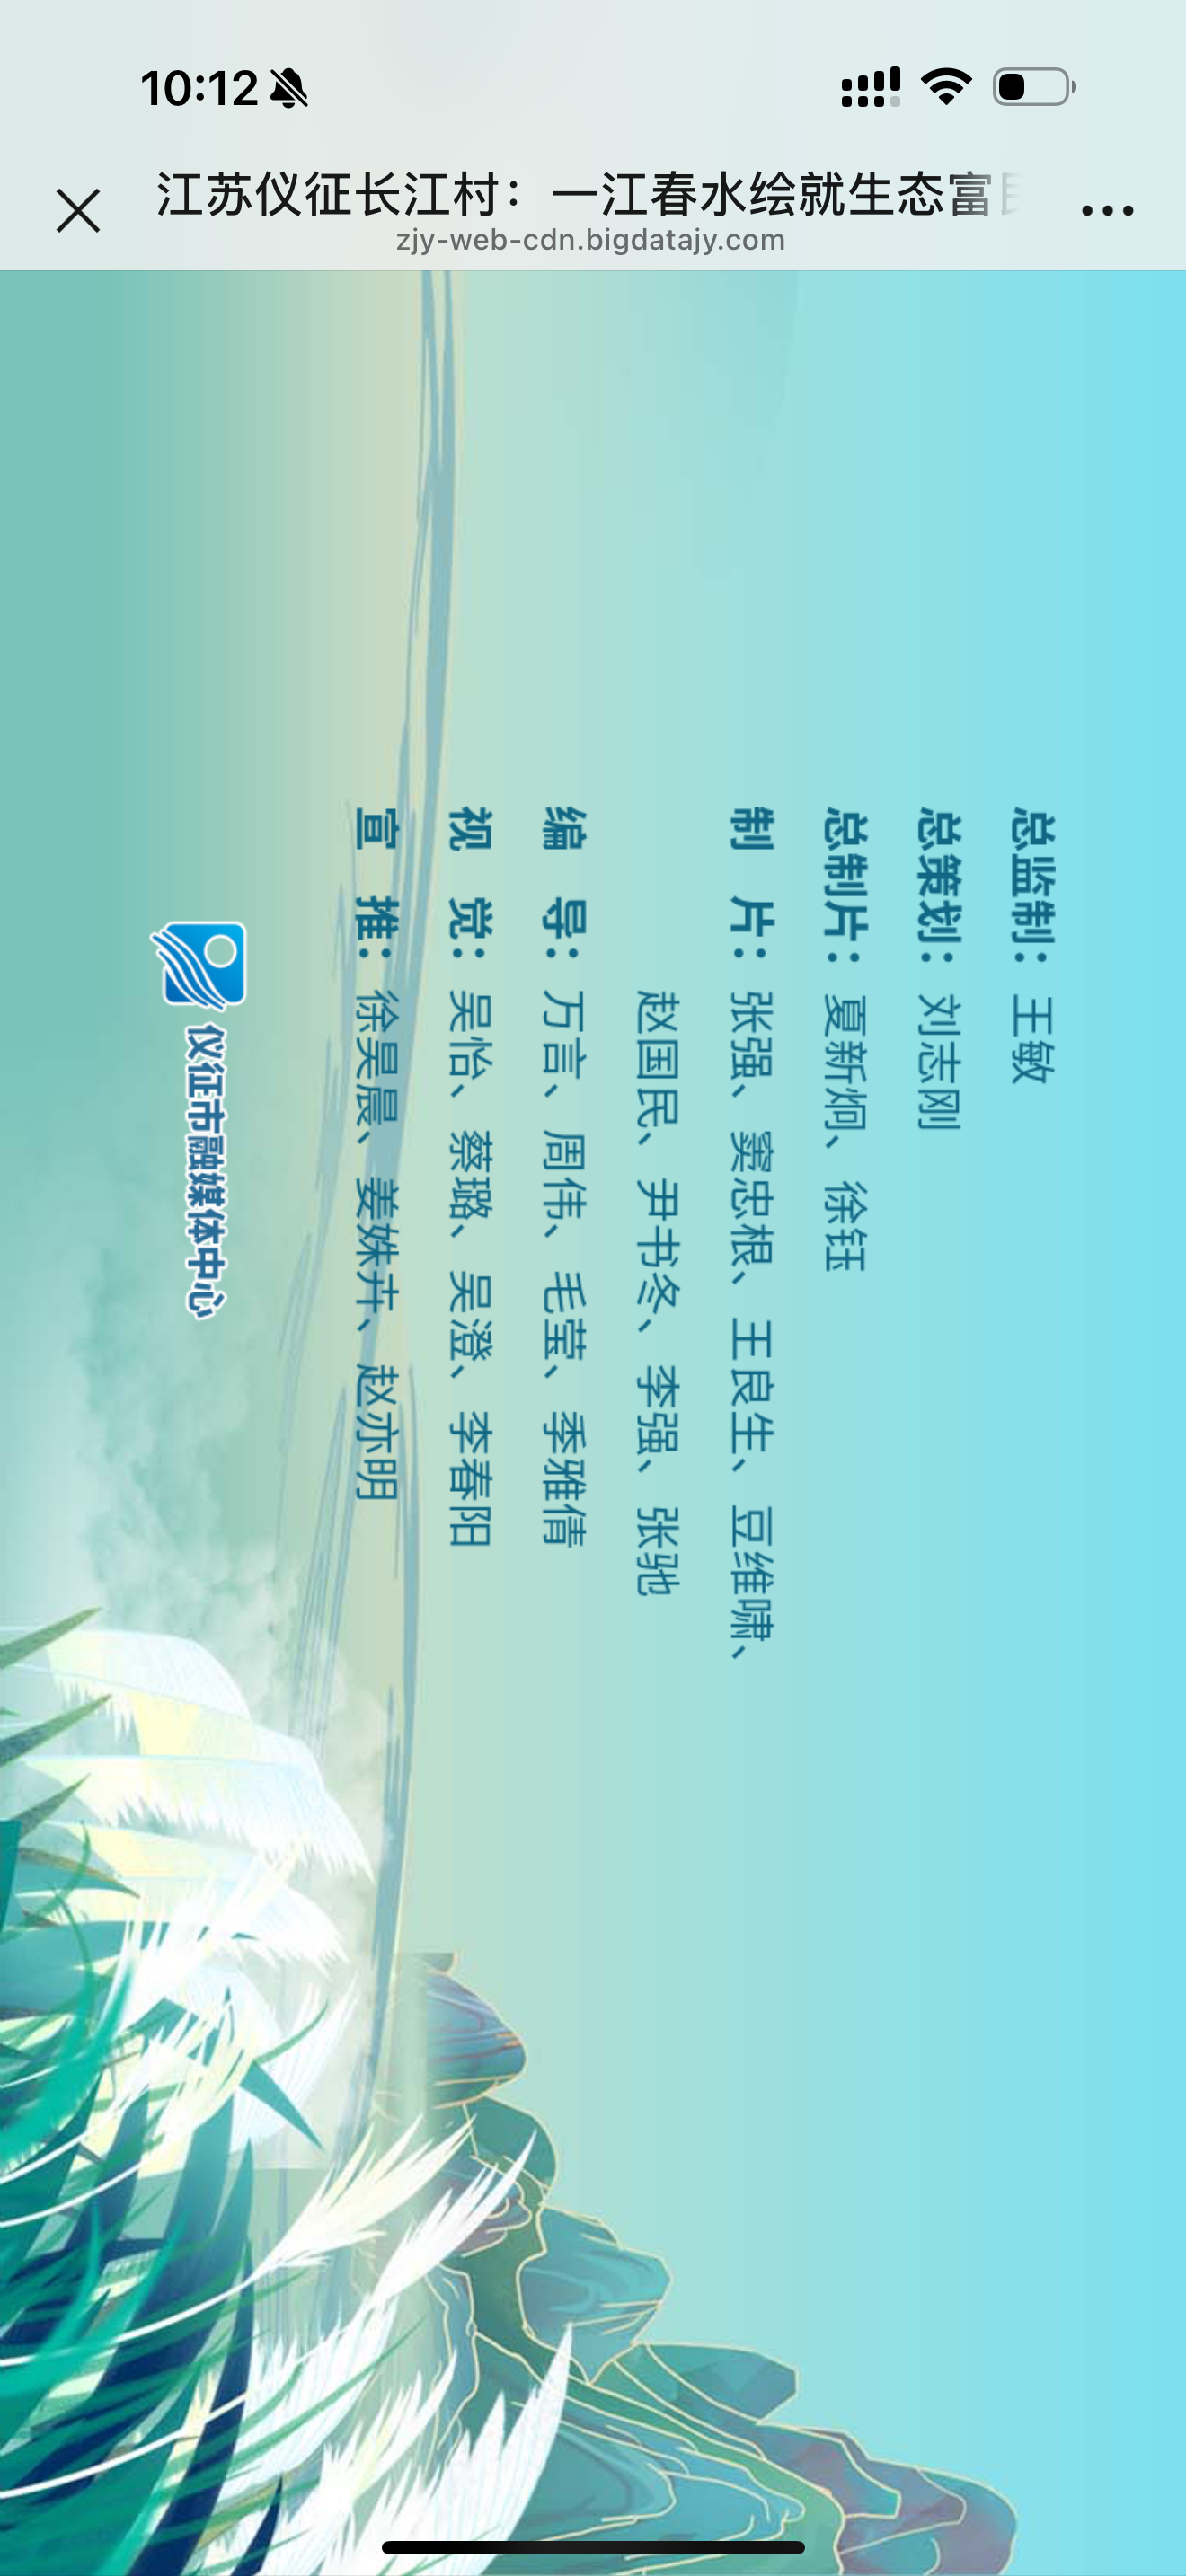 10:12
江苏仪征长江村：一江春水绘就生态富
zjy-web-cdn.bigdatajy.com
总监制：王敏
总策划：刘志刚
总制片：夏新炯、徐钰
制 片：张强、窦忠根、王良生、豆维啸、
赵国民、尹书冬、李强、张驰
编 导：万言、周伟、毛莹、季雅倩
视 觉：吴怡、蔡璐、吴澄、李春阳
宣 推：徐昊晨、姜姝卉、赵亦明
仪征市融媒体中心